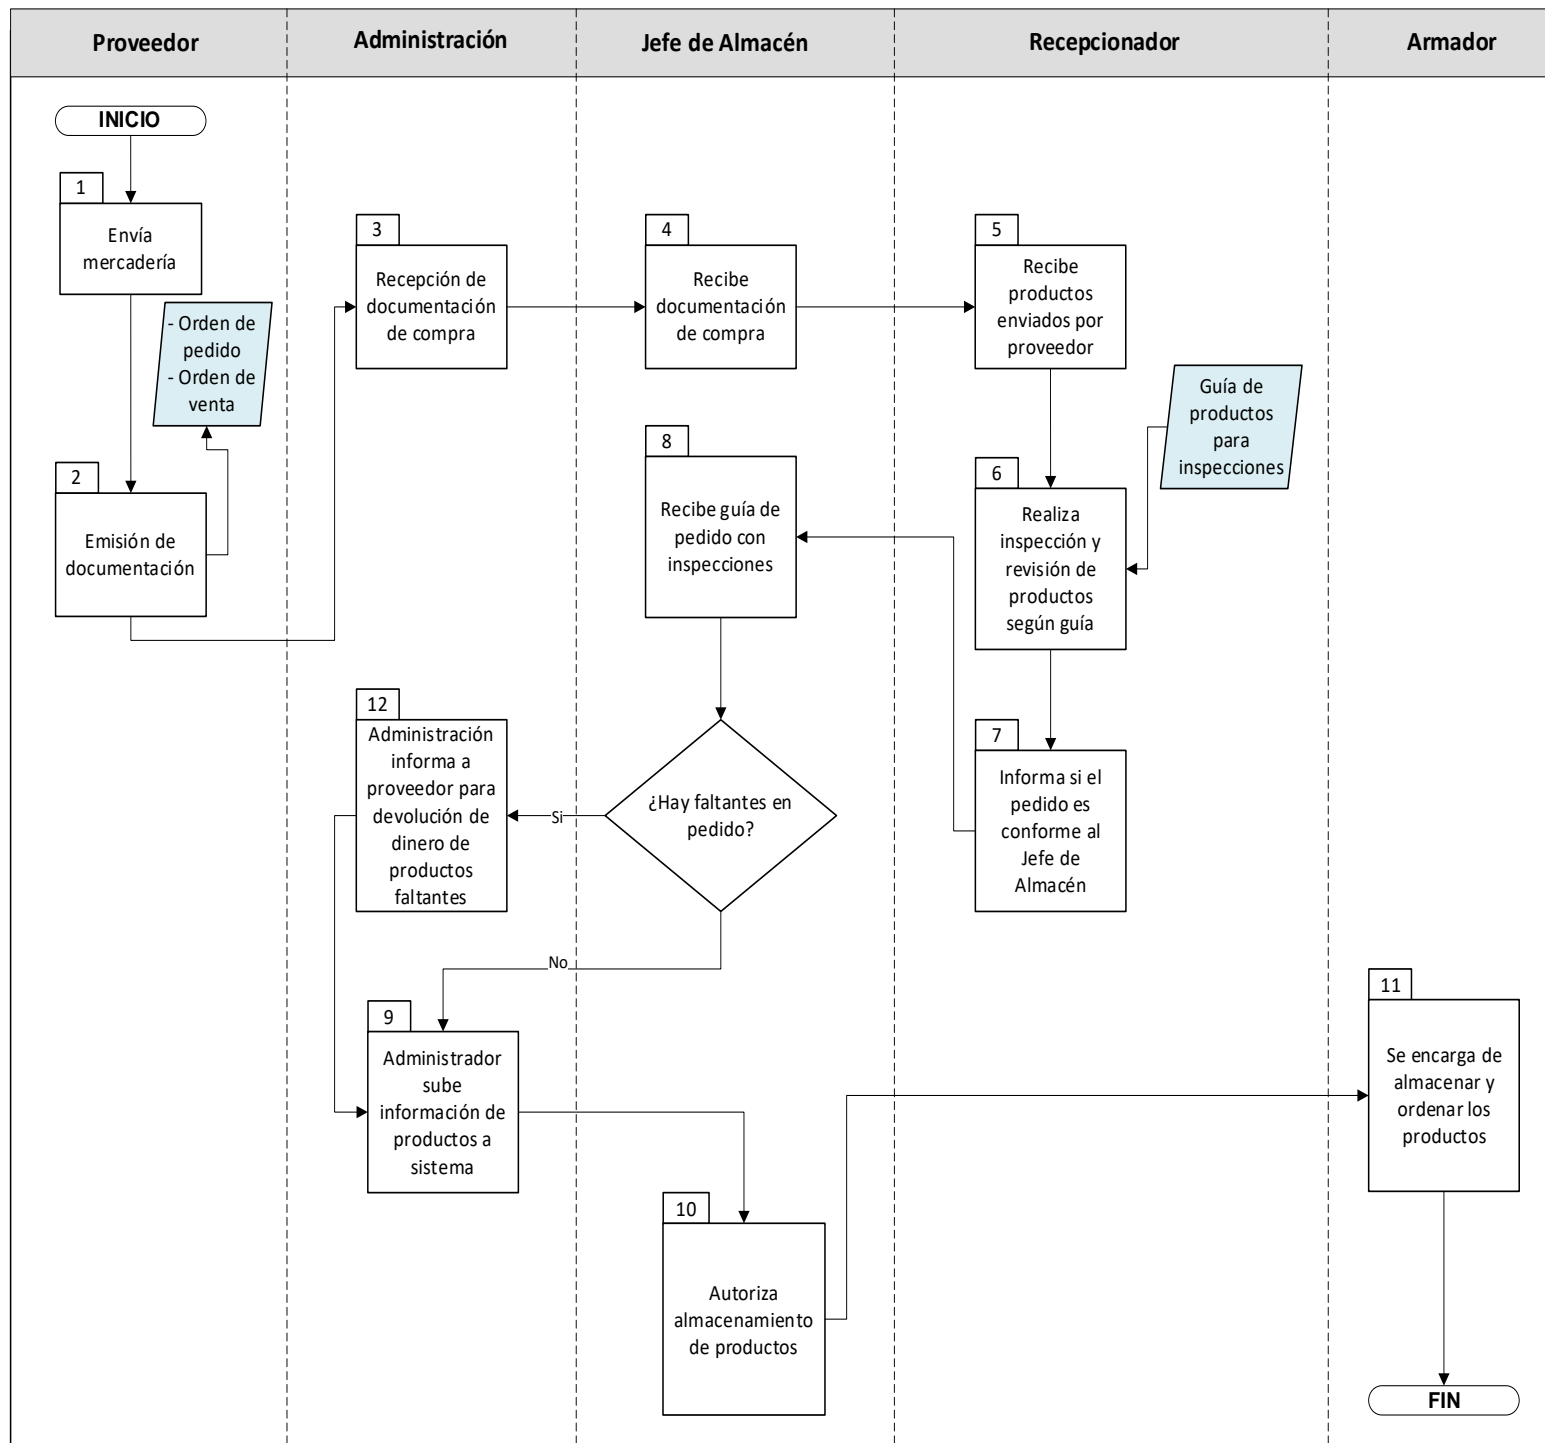 Proveedor
Administración
Jefe de Almacén
Recepcionador
Armador
INICIO
1
Envía
mercadería
- Orden de
pedido
- Orden de
venta
2
Emisión de
documentación
3
Recepción de
documentación
de compra
4
Recibe
documentación
de compra
5
Recibe
productos
enviados por
proveedor
Guía de
productos
para
inspecciones
6
Realiza
inspección y
revisión de
productos
según guía
7
Informa si el
pedido es
conforme al
Jefe de
Almacén
8
Recibe guía de
pedido con
inspecciones
¿Hay faltantes en
pedido?
Si
No
12
Administración
informa a
proveedor para
devolución de
dinero de
productos
faltantes
9
Administrador
sube
información de
productos a
sistema
10
Autoriza
almacenamiento
de productos
11
Se encarga de
almacenar y
ordenar los
productos
FIN